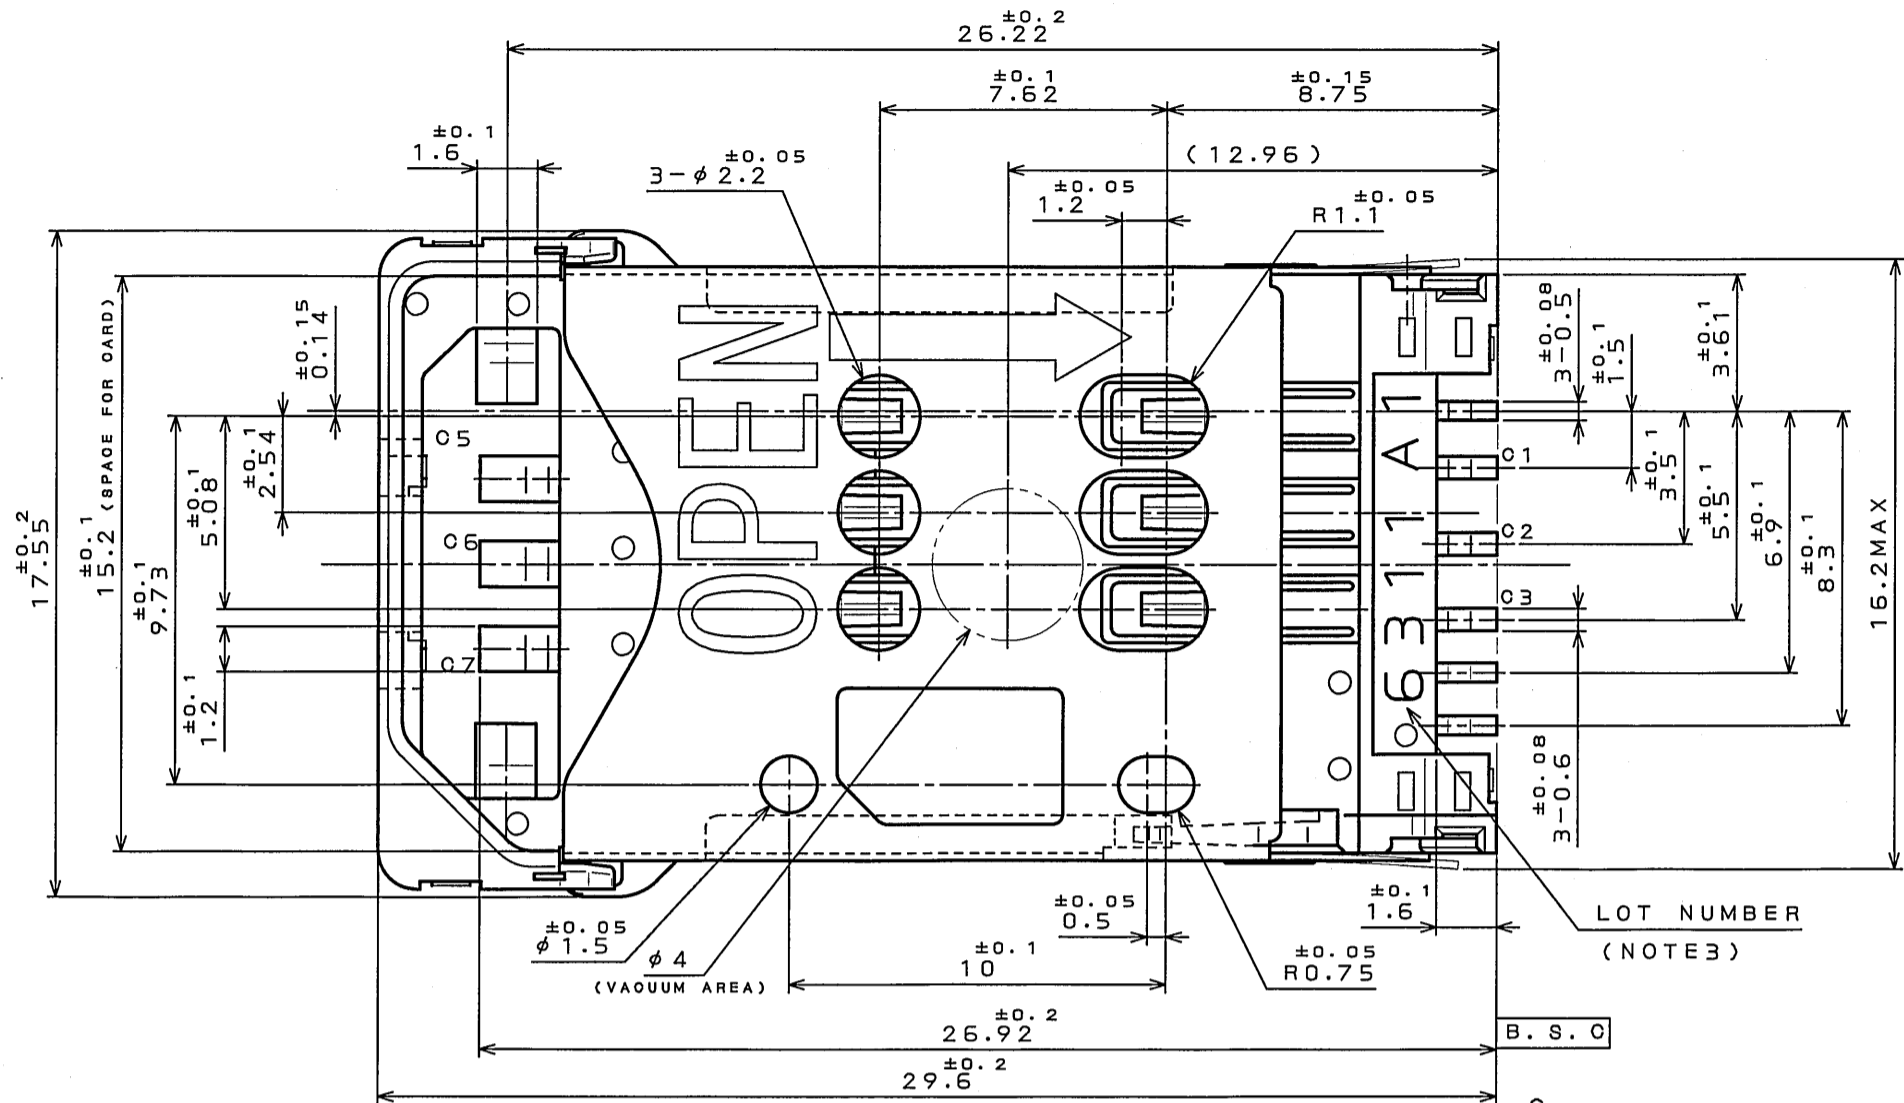 ±0.2
26.22
±0.1
7.62
±0.15
8.75
±0.1
1.6
(12.96)
±0.05
3-φ2.2
±0.05
1.2
±0.05
R1.1
±0.2
17.55
±0.1
15.2 (SPACE FOR CARD)
±0.1
9.73
±0.1
5.08
±0.1
2.54
±0.15
0.14
±0.1
1.2
C5
C6
C7
OPEN
6311A1
C1
C2
C3
±0.08
3-0.5
±0.1
1.5
±0.1
3.61
±0.1
3.5
±0.1
5.5
±0.1
6.9
±0.1
8.3
16.2MAX
±0.08
3-0.6
±0.05
φ1.5
φ4
(VACUUM AREA)
±0.05
0.5
±0.1
10
±0.05
R0.75
±0.1
1.6
LOT NUMBER
(NOTE3)
±0.2
26.92
B.S.C
±0.2
29.6